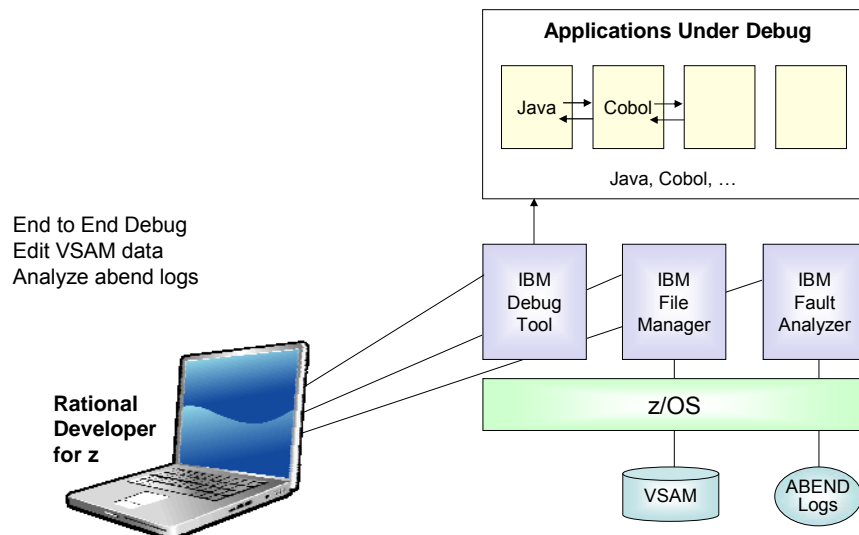 Applications Under Debug
Java
Cobol
Java, Cobol, …
End to End Debug
Edit VSAM data
Analyze abend logs
IBM
Debug
Tool
IBM
File
Manager
IBM
Fault
Analyzer
Rational
Developer
for z
z/OS
VSAM
ABEND
Logs